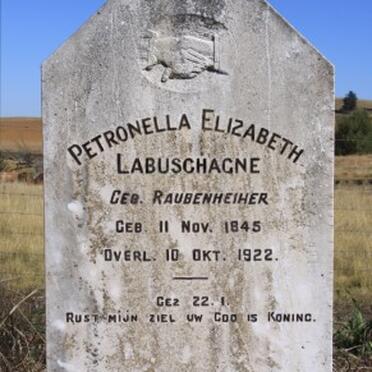 PETRONELLA ELIZABETH
LABUSCHAGNE
GEB. RAUBENHEIHER
GEB. 11 NOV. 1845
OVERL. 10 OKT. 1922.
GEZ 22.1.
RUST MIJN ZIEL UW GOD IS KONING.